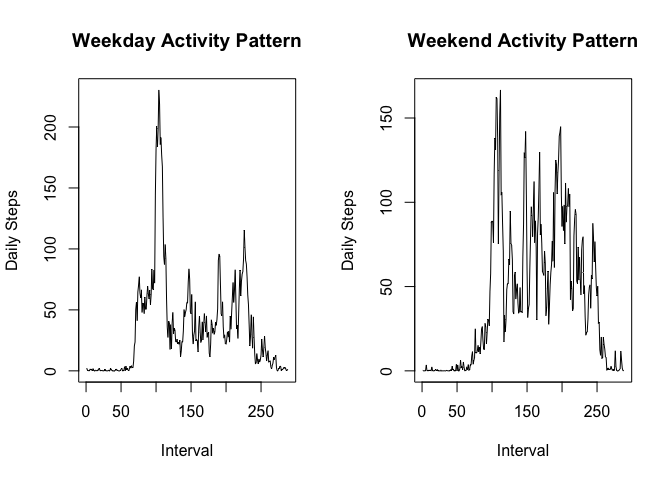 Weekday Activity Pattern
Daily Steps
200
150
100
50
0
0 50 150 250
Interval
Weekend Activity Pattern
Daily Steps
150
100
50
0
0 50 150 250
Interval